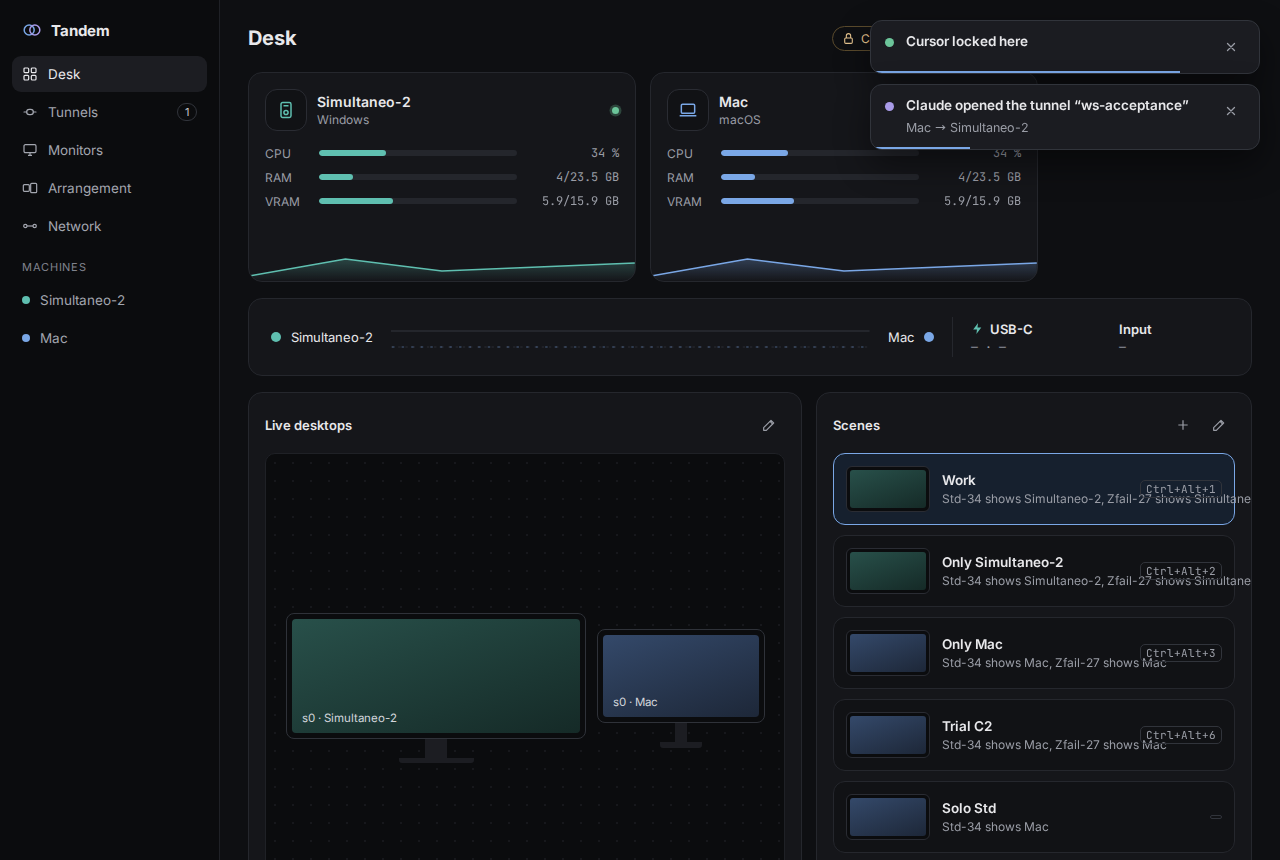 Tandem
Desk
Tunnels
1
Monitors
Arrangement
Network
MACHINES
Simultaneo-2
Mac
Desk
C
Cursor locked here
Claude opened the tunnel “ws-acceptance”
Mac → Simultaneo-2
Simultaneo-2
Windows
CPU
34 %
RAM
4/23.5 GB
VRAM
5.9/15.9 GB
Mac
macOS
CPU
34 %
RAM
4/23.5 GB
VRAM
5.9/15.9 GB
Simultaneo-2
Mac
USB-C
Input
Live desktops
s0 · Simultaneo-2
s0 · Mac
Scenes
Work
Std-34 shows Simultaneo-2, Zfail-27 shows Simultane
Ctrl+Alt+1
Only Simultaneo-2
Std-34 shows Simultaneo-2, Zfail-27 shows Simultane
Ctrl+Alt+2
Only Mac
Std-34 shows Mac, Zfail-27 shows Mac
Ctrl+Alt+3
Trial C2
Std-34 shows Mac, Zfail-27 shows Mac
Ctrl+Alt+6
Solo Std
Std-34 shows Mac